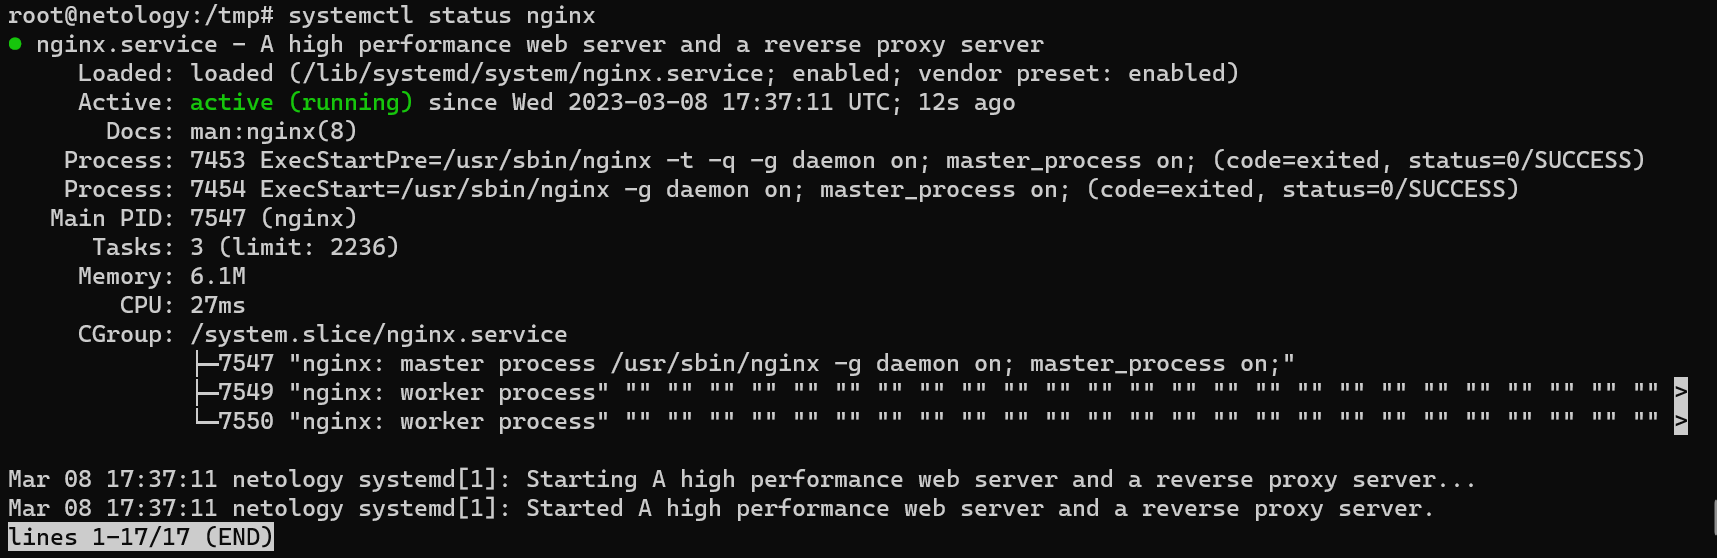 root@netology:/tmp# systemctl status nginx
● nginx.service - A high performance web server and a reverse proxy server
     Loaded: loaded (/lib/systemd/system/nginx.service; enabled; vendor preset: enabled)
     Active: active (running) since Wed 2023-03-08 17:37:11 UTC; 12s ago
       Docs: man:nginx(8)
    Process: 7453 ExecStartPre=/usr/sbin/nginx -t -q -g daemon on; master_process on; (code=exited, status=0/SUCCESS)
    Process: 7454 ExecStart=/usr/sbin/nginx -g daemon on; master_process on; (code=exited, status=0/SUCCESS)
   Main PID: 7547 (nginx)
      Tasks: 3 (limit: 2236)
     Memory: 6.1M
        CPU: 27ms
     CGroup: /system.slice/nginx.service
             ├─7547 "nginx: master process /usr/sbin/nginx -g daemon on; master_process on;"
             ├─7549 "nginx: worker process" "" "" "" "" "" "" "" "" "" "" "" "" "" "" "" "" "" "" "" "" "" "" "" "" "" >
             └─7550 "nginx: worker process" "" "" "" "" "" "" "" "" "" "" "" "" "" "" "" "" "" "" "" "" "" "" "" "" "" >

Mar 08 17:37:11 netology systemd[1]: Starting A high performance web server and a reverse proxy server...
Mar 08 17:37:11 netology systemd[1]: Started A high performance web server and a reverse proxy server.
lines 1-17/17 (END)